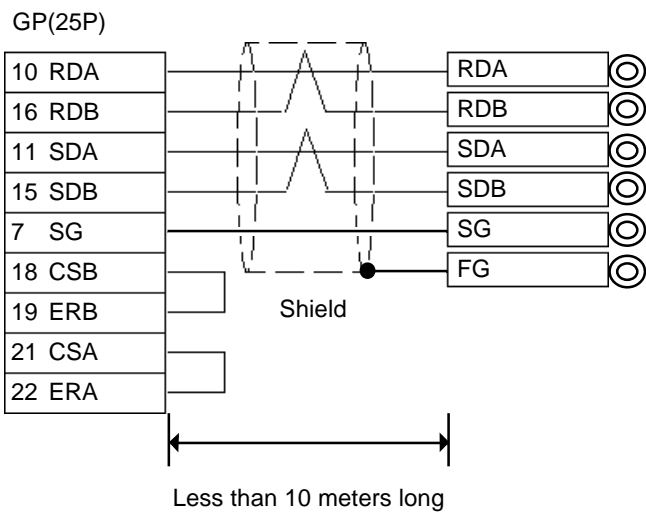 GP(25P)
10 RDA RDA
16 RDB RDB
11 SDA SDA
15 SDB SDB
7 SG SG
18 CSB FG
19 ERB Shield
21 CSA
22 ERA
Less than 10 meters long